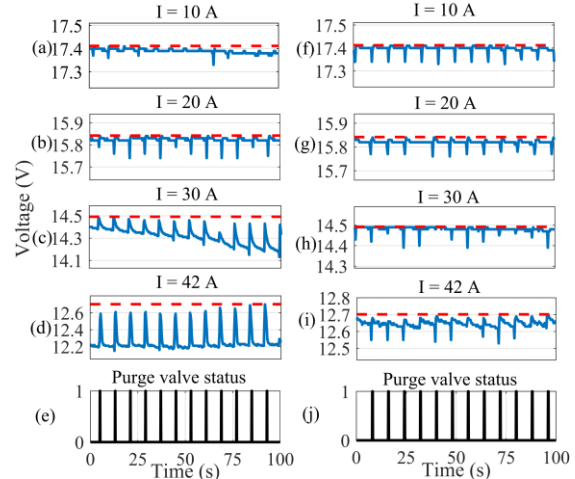 I = 10 A
17.5
17.4
17.3
(a)
I = 20 A
15.9
15.8
15.7
(b)
Voltage (V)
I = 30 A
14.5
14.3
14.1
(c)
I = 42 A
12.6
12.4
12.2
(d)
Purge valve status
1
0
(e)
0 25 50 75 100
Time (s)
I = 10 A
17.5
17.4
17.3
(f)
I = 20 A
15.9
15.8
15.7
(g)
I = 30 A
14.5
14.4
14.3
(h)
I = 42 A
12.8
12.7
12.6
12.5
(i)
Purge valve status
1
0
(j)
0 25 50 75 100
Time (s)